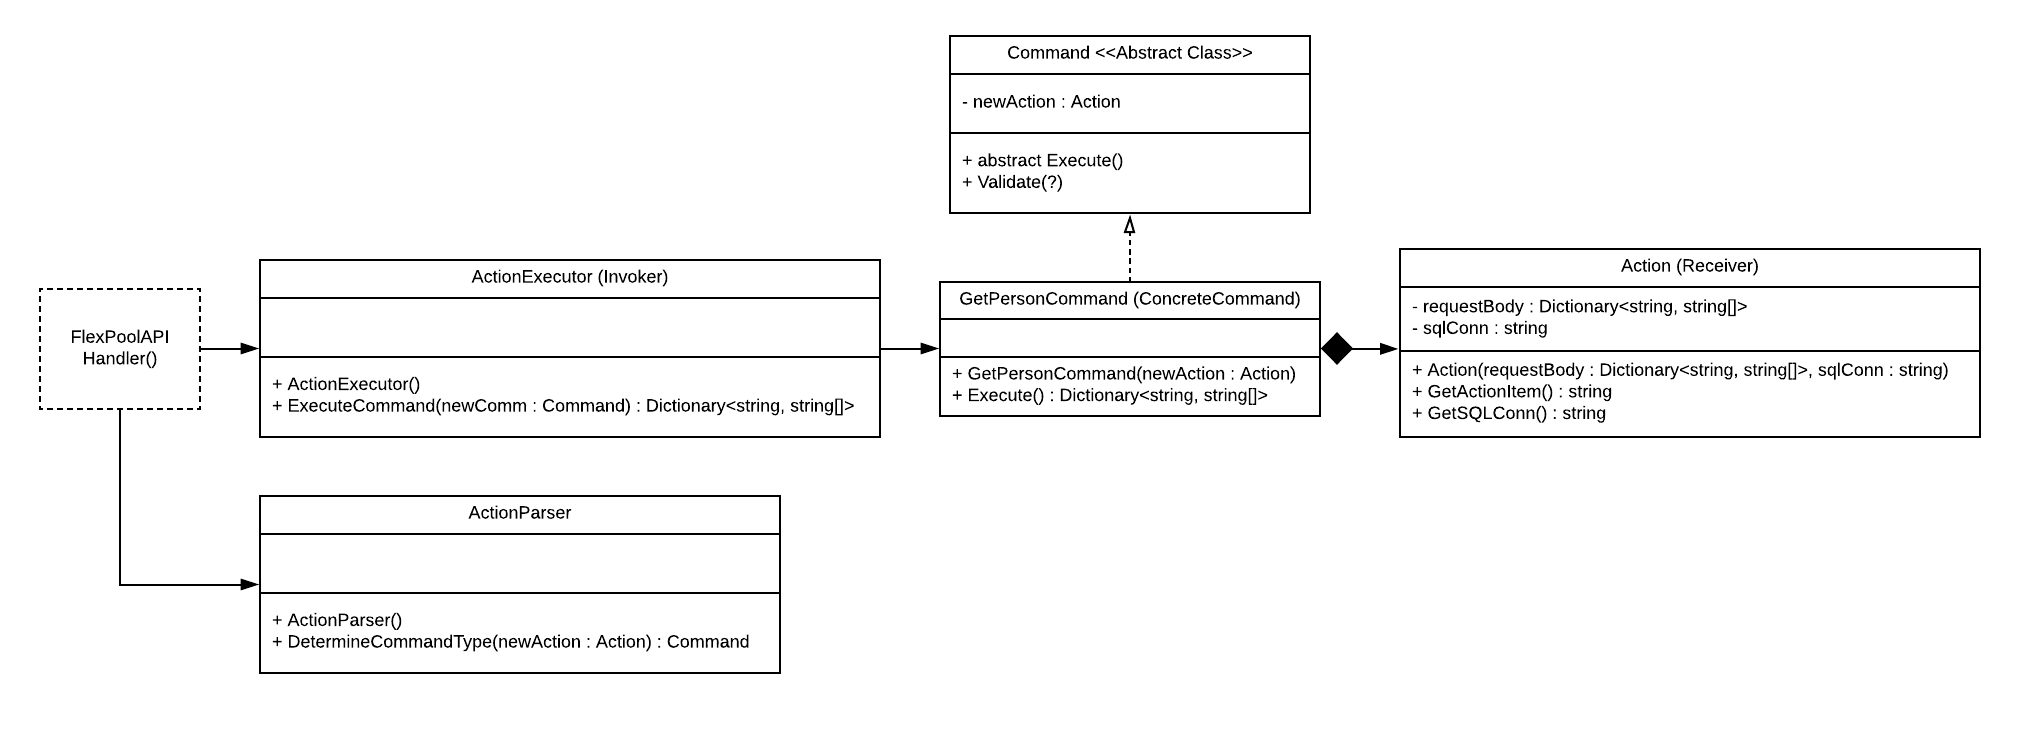 Command <<Abstract Class>>
- newAction : Action
+ abstract Execute()
+ Validate(?)
FlexPoolAPI
Handler()
ActionExecutor (Invoker)
+ ActionExecutor()
+ ExecuteCommand(newComm : Command) : Dictionary<string, string[]>
GetPersonCommand (ConcreteCommand)
+ GetPersonCommand(newAction : Action)
+ Execute() : Dictionary<string, string[]>
Action (Receiver)
- requestBody : Dictionary<string, string[]>
- sqlConn : string
+ Action(requestBody : Dictionary<string, string[]>, sqlConn : string)
+ GetActionItem() : string
+ GetSQLConn() : string
ActionParser
+ ActionParser()
+ DetermineCommandType(newAction : Action) : Command